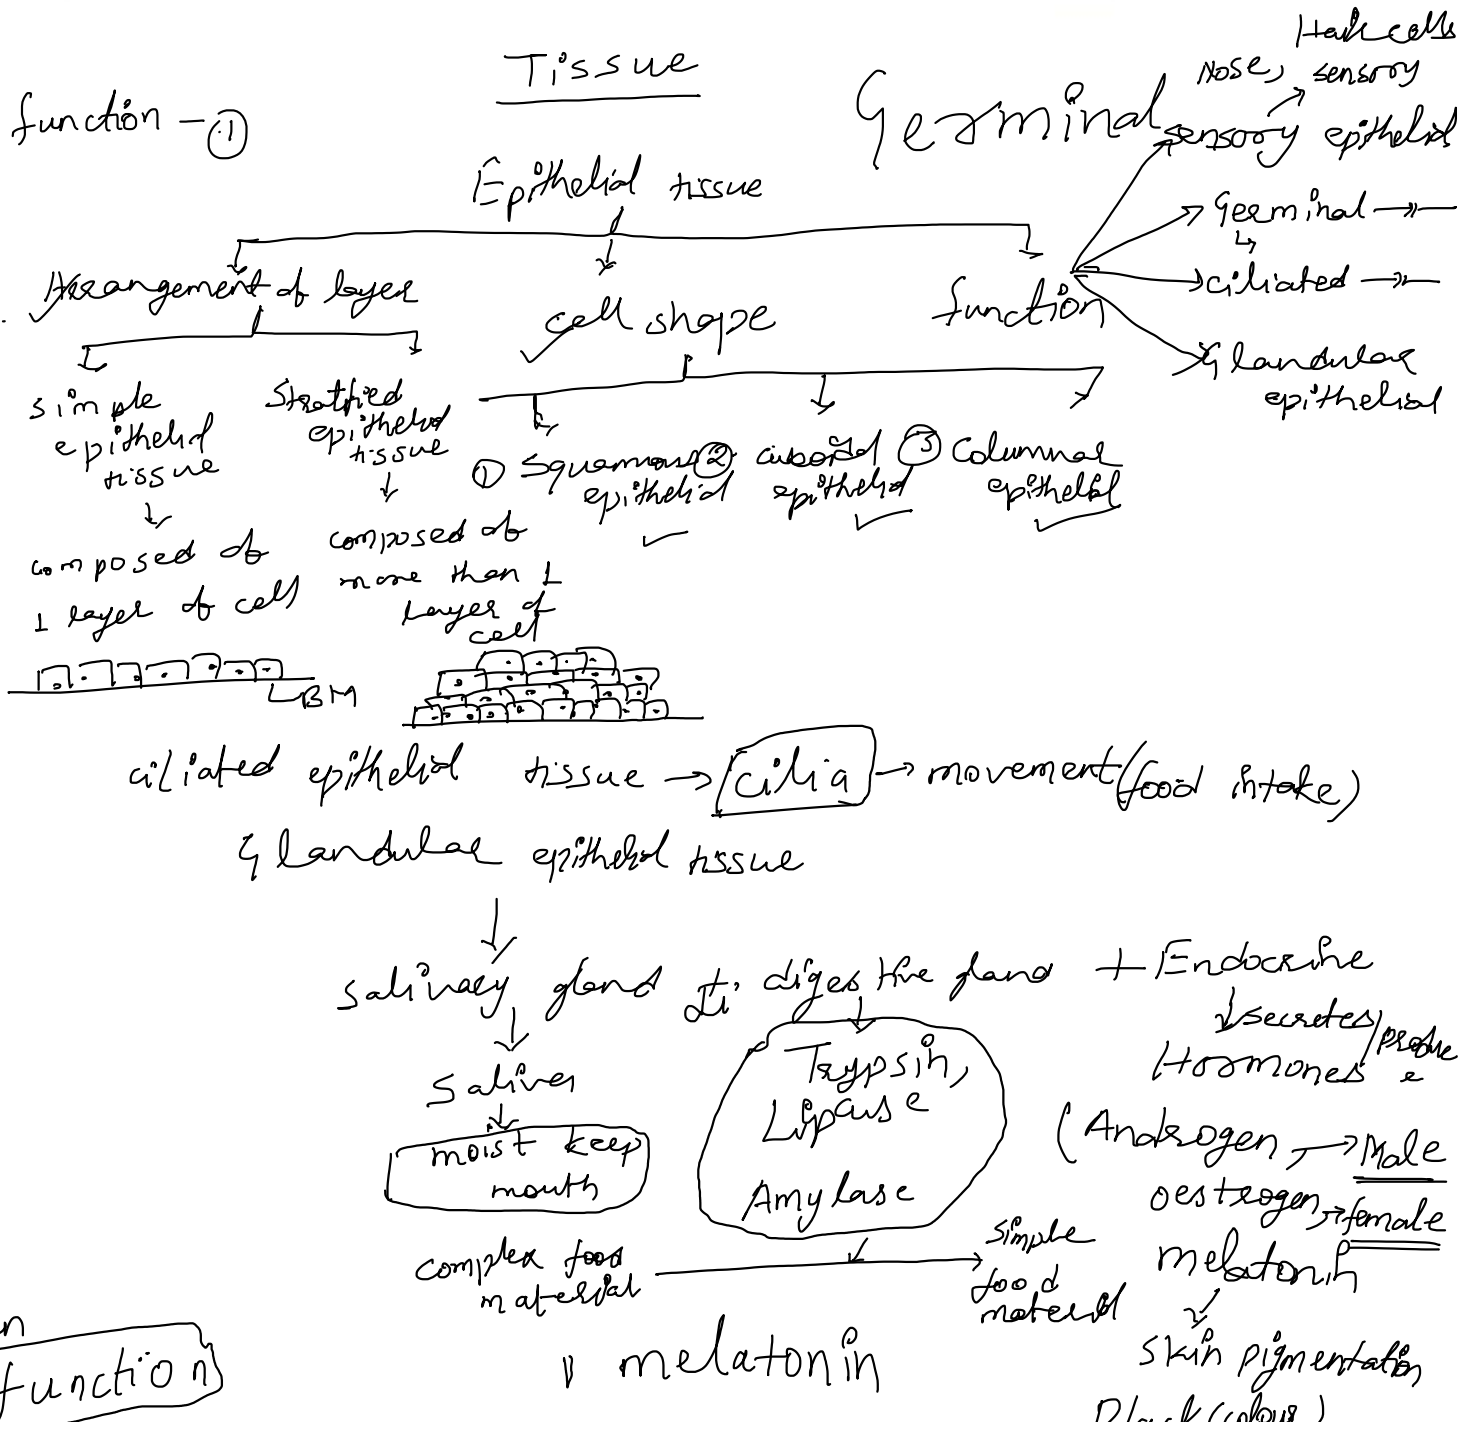 Tissue
function - ①
Germinal
Hair cells
Nose, sensory
sensory epithelial
Epithelial tissue
Germinal
ciliated
Glandular
epithelial
Arrangement of layer
cell shape
function
simple
epithelial
tissue
Stratified
epithelial
tissue
① Squamous
epithelial
② cuboidal
epithelial
③ Columnar
epithelial
composed of
1 layer of cell
composed of
more than 1
layer of
cell
BM
ciliated epithelial tissue → cilia → movement (food intake)
Glandular epithelial tissue
salivary gland
digestive gland + Endocrine
secretes/produce
Hormones
Saliva
moist keep
mouth
Trypsin,
Lipase
Amylase
(Androgen → Male
oestrogen → female
melatonin
complex food
material
simple
food
material
skin pigmentation
Black (colour)
melatonin
n
function